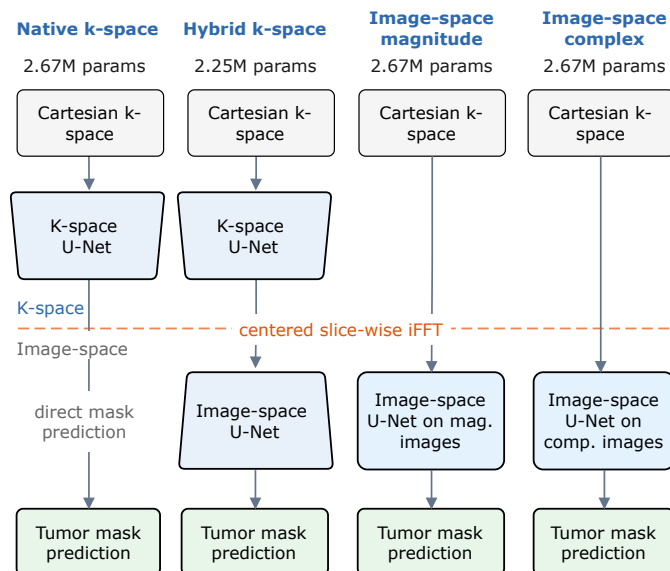 Native k-space
Hybrid k-space
Image-space
magnitude
Image-space
complex
2.67M params
2.25M params
2.67M params
2.67M params
Cartesian k-
space
Cartesian k-
space
Cartesian k-
space
Cartesian k-
space
K-space
U-Net
K-space
U-Net
K-space
centered slice-wise iFFT
Image-space
direct mask
prediction
Image-space
U-Net
Image-space
U-Net on mag.
images
Image-space
U-Net on
comp. images
Tumor mask
prediction
Tumor mask
prediction
Tumor mask
prediction
Tumor mask
prediction